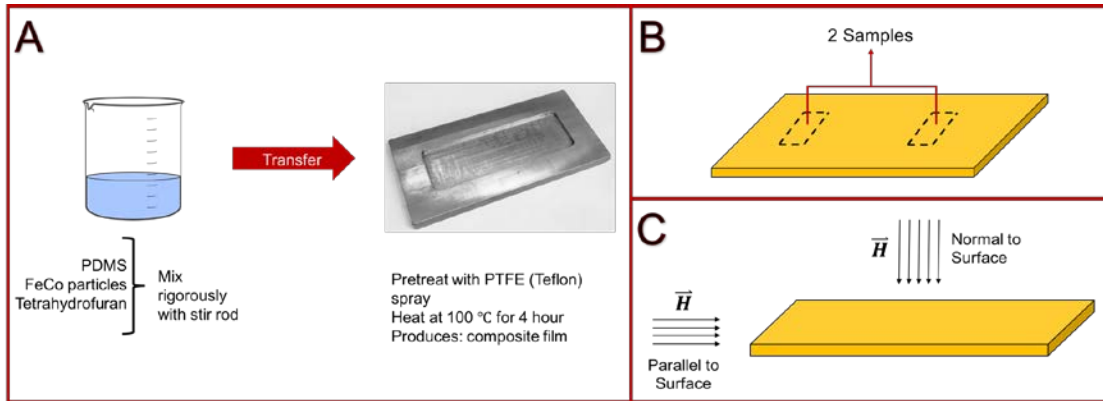 A
Transfer
PDMS
FeCo particles
Tetrahydrofuran
Mix
rigorously
with stir rod
Pretreat with PTFE (Teflon)
spray
Heat at 100 °C for 4 hour
Produces: composite film
B
2 Samples
C
H
Normal to
Surface
H
Parallel to
Surface